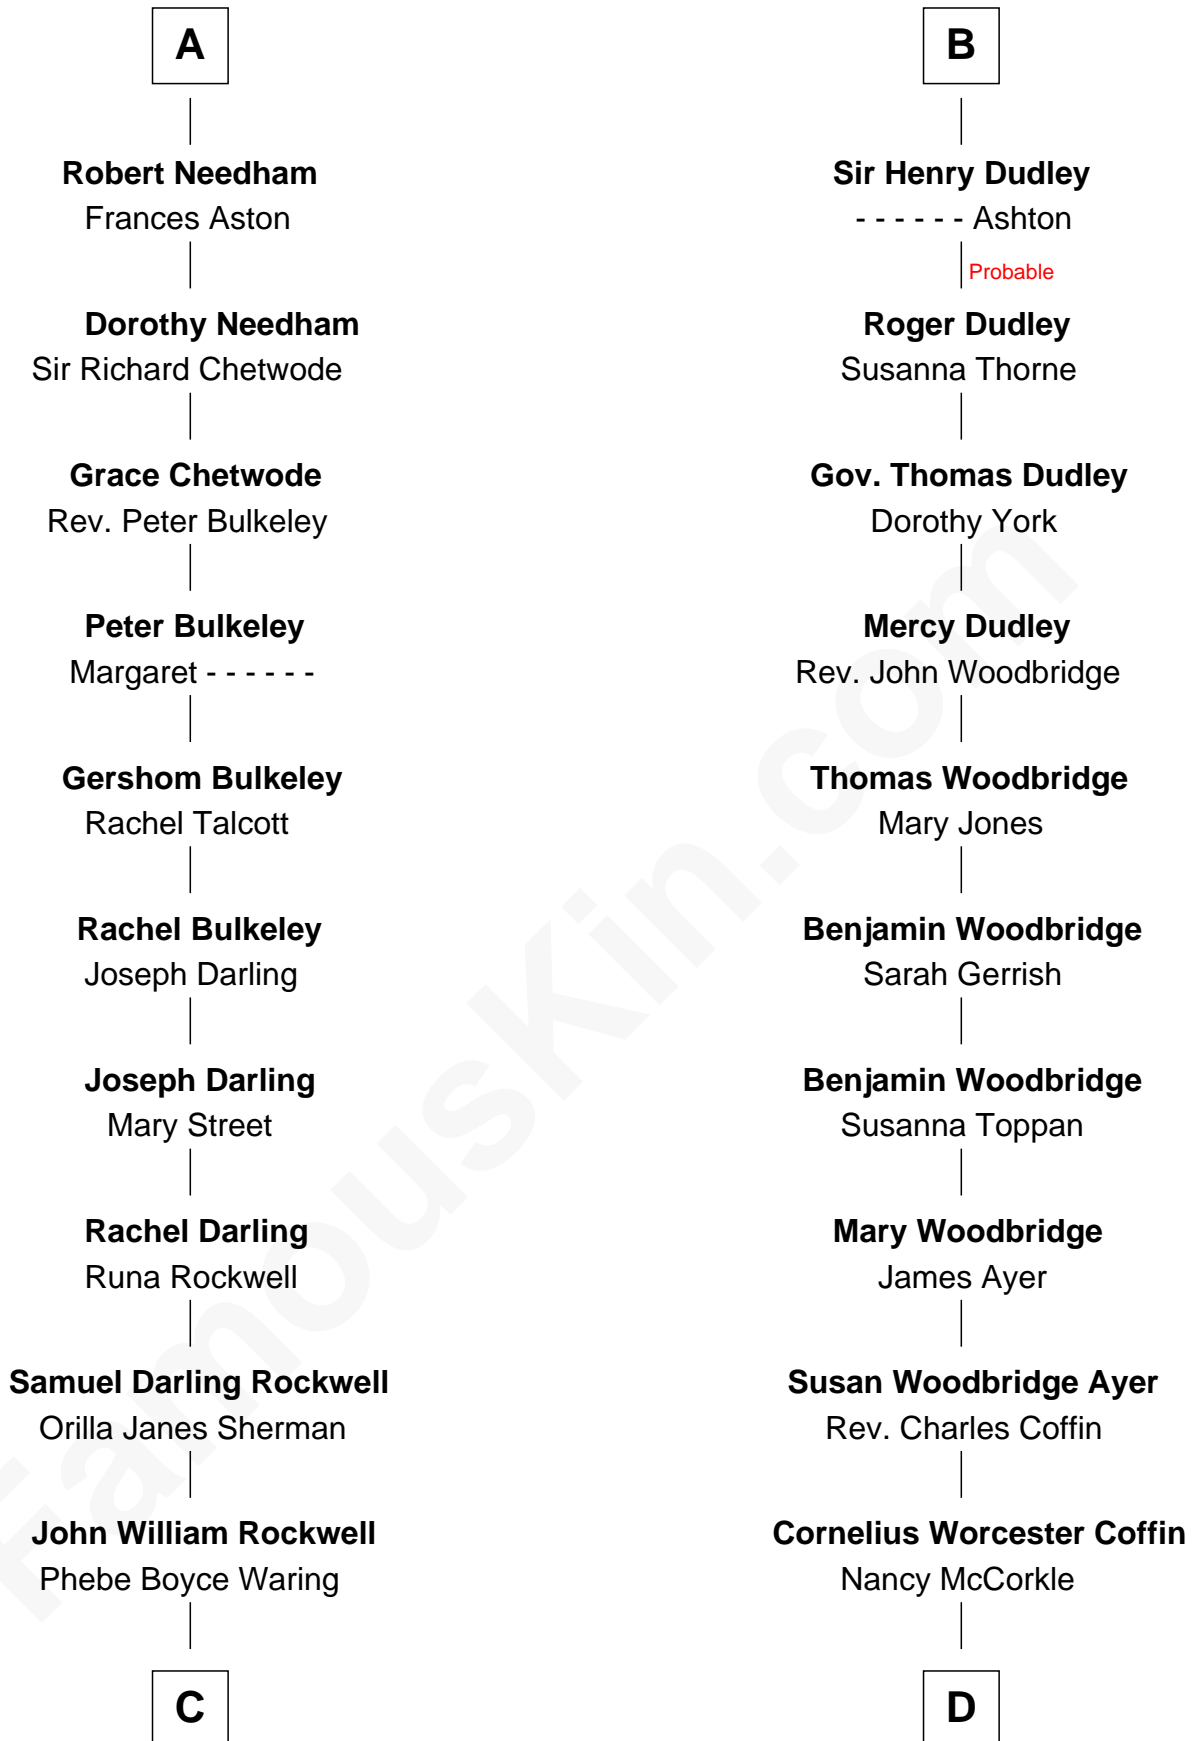 A
Robert Needham
Frances Aston
Dorothy Needham
Sir Richard Chetwode
Grace Chetwode
Rev. Peter Bulkeley
Peter Bulkeley
Margaret - - - - - -
Gershom Bulkeley
Rachel Talcott
Rachel Bulkeley
Joseph Darling
Joseph Darling
Mary Street
Rachel Darling
Runa Rockwell
Samuel Darling Rockwell
Orilla Janes Sherman
John William Rockwell
Phebe Boyce Waring
C
B
Sir Henry Dudley
- - - - - - Ashton
Probable
Roger Dudley
Susanna Thorne
Gov. Thomas Dudley
Dorothy York
Mercy Dudley
Rev. John Woodbridge
Thomas Woodbridge
Mary Jones
Benjamin Woodbridge
Sarah Gerrish
Benjamin Woodbridge
Susanna Toppan
Mary Woodbridge
James Ayer
Susan Woodbridge Ayer
Rev. Charles Coffin
Cornelius Worcester Coffin
Nancy McCorkle
D
FamousKin.com